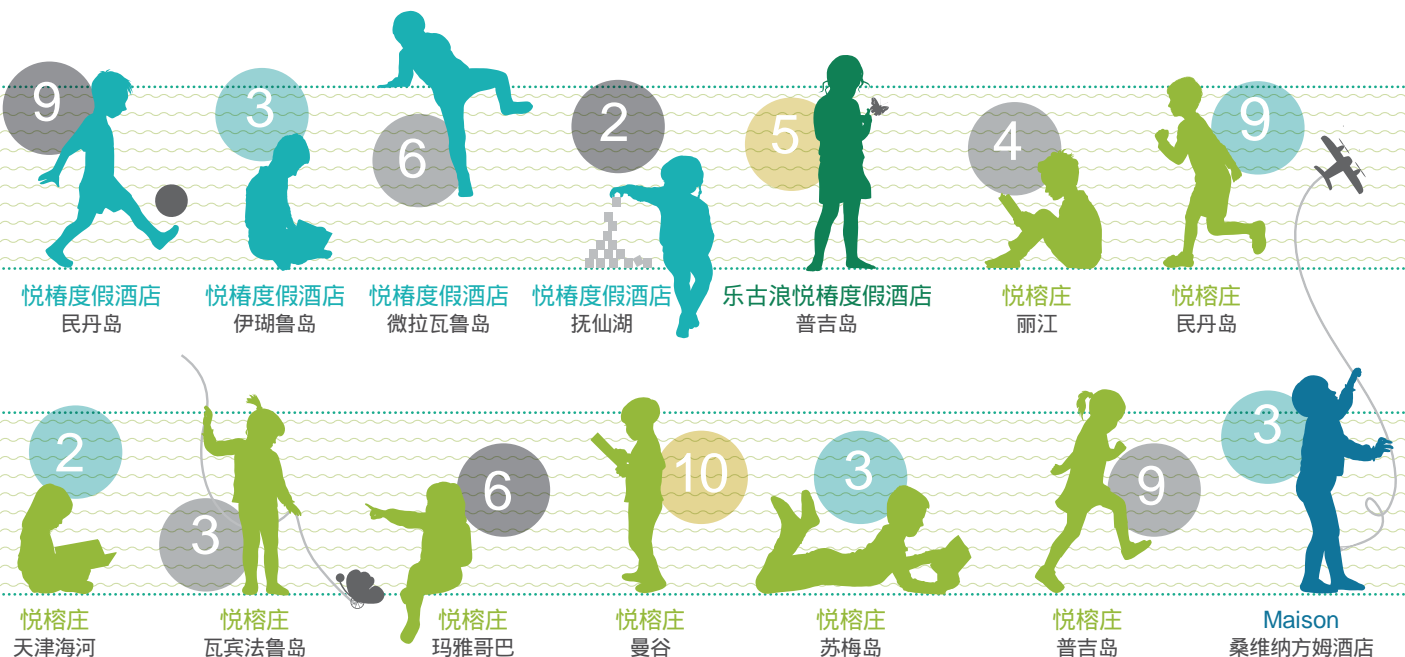 9
3
6
2
5
4
9
悦椿度假酒店
民丹岛
悦椿度假酒店
伊瑚鲁岛
悦椿度假酒店
微拉瓦鲁岛
悦椿度假酒店
抚仙湖
乐古浪悦椿度假酒店
普吉岛
悦榕庄
丽江
悦榕庄
民丹岛
2
3
6
10
3
9
3
悦榕庄
天津海河
悦榕庄
瓦宾法鲁岛
悦榕庄
玛雅哥巴
悦榕庄
曼谷
悦榕庄
苏梅岛
悦榕庄
普吉岛
Maison
桑维纳方姆酒店